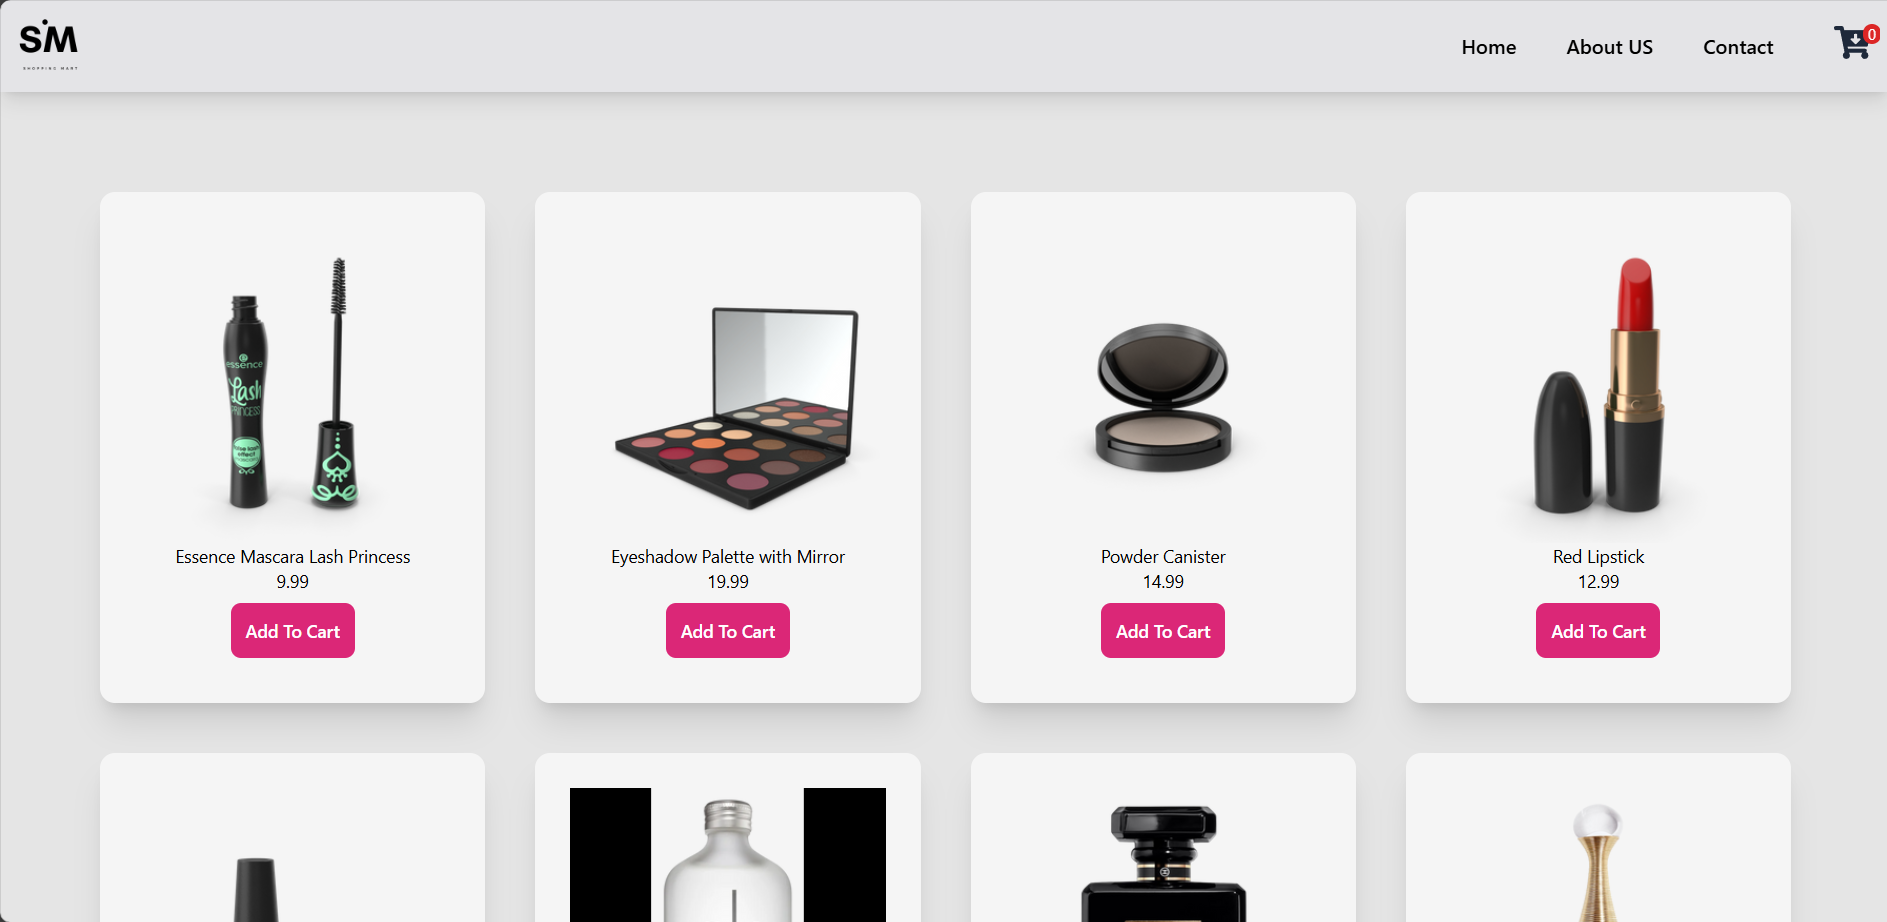 SM
SHOPPING MART
Home
About US
Contact
0
essence
Lash
PRINCESS
lash
effect
Essence Mascara Lash Princess
9.99
Add To Cart
Eyeshadow Palette with Mirror
19.99
Add To Cart
Powder Canister
14.99
Add To Cart
Red Lipstick
12.99
Add To Cart